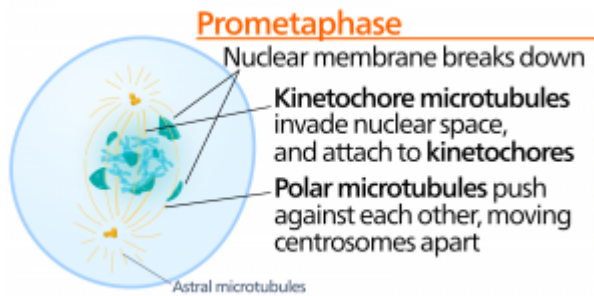 Prometaphase
Nuclear membrane breaks down
Kinetochore microtubules
invade nuclear space,
and attach to kinetochores
Polar microtubules push
against each other, moving
centrosomes apart
Astral microtubules